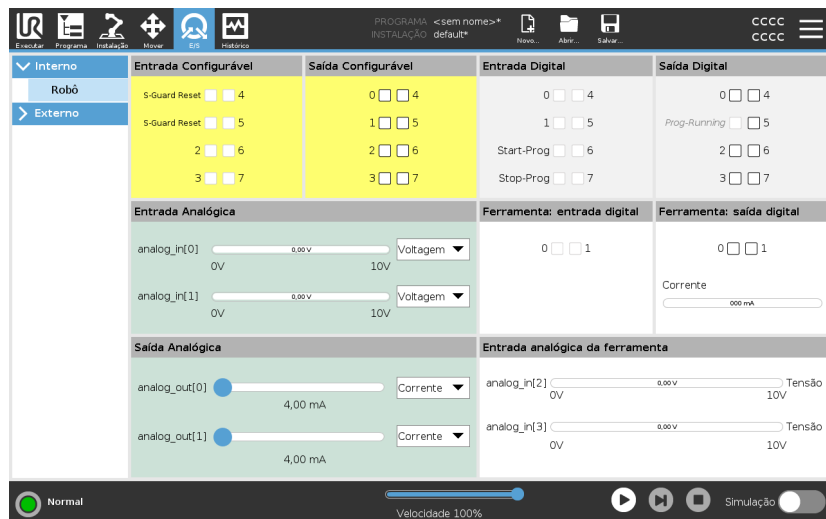 UR
PROGRAMA <sem nome>*
INSTALAÇÃO default*
CCCC
CCCC
Executar Programa Instalação Mover E/S Histórico Novo... Abrir... Salvar...
Interno
Robô
Externo
Entrada Configurável
S-Guard Reset 4
S-Guard Reset 5
2 6
3 7
Saída Configurável
0 4
1 5
2 6
3 7
Entrada Digital
0 4
1 5
Start-Prog 6
Stop-Prog 7
Saída Digital
0 4
Prog-Running 5
2 6
3 7
Entrada Analógica
analog_in[0] 0,00 V Voltagem
0V 10V
analog_in[1] 0,00 V Voltagem
0V 10V
Ferramenta: entrada digital
0 1
Ferramenta: saída digital
0 1
Corrente
000 mA
Saída Analógica
analog_out[0] Corrente
4,00 mA
analog_out[1] Corrente
4,00 mA
Entrada analógica da ferramenta
analog_in[2] 0,00 V Tensão
0V 10V
analog_in[3] 0,00 V Tensão
0V 10V
Normal
Velocidade 100%
Simulação